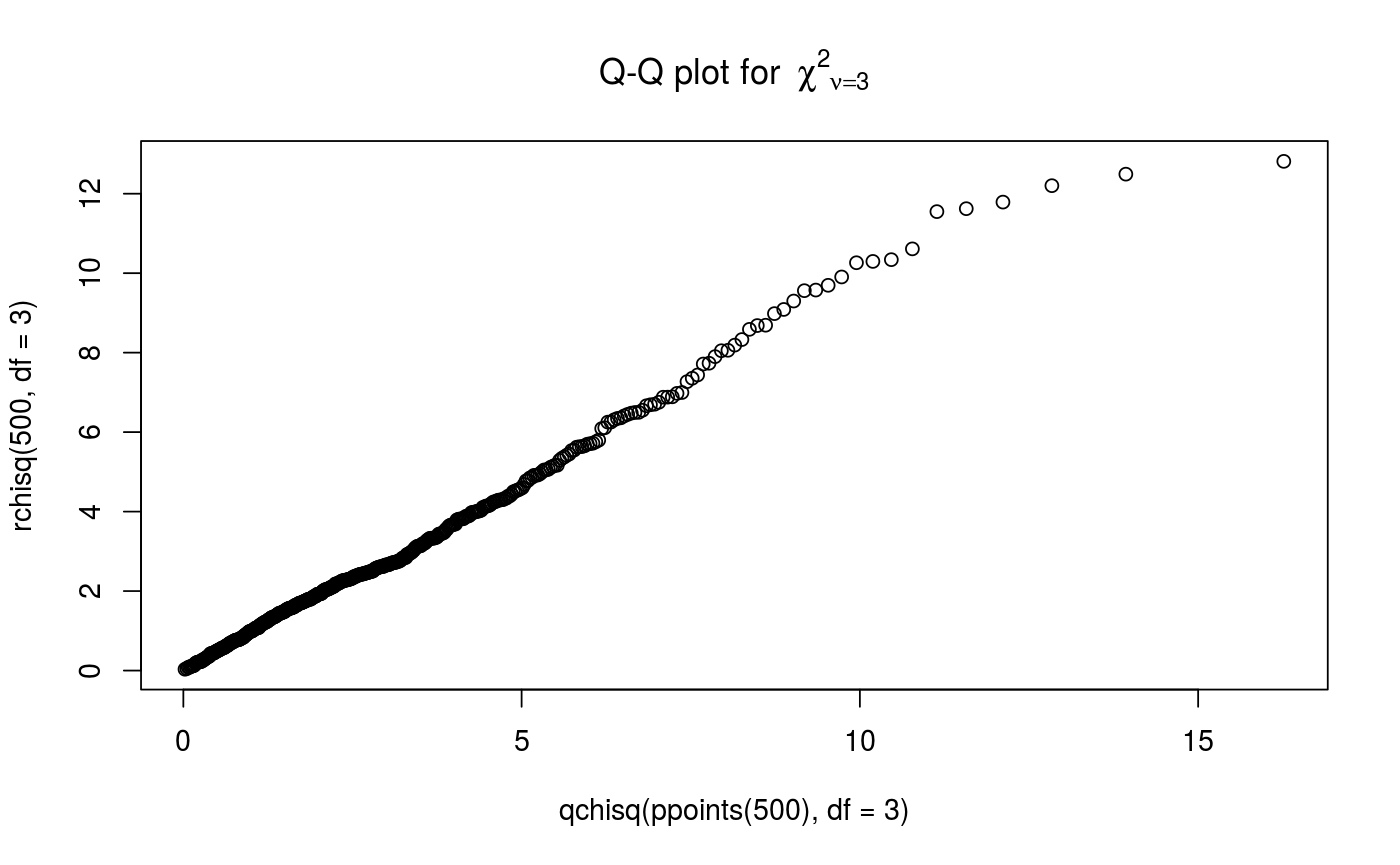 Q-Q plot for χ²ν=3
rchisq(500, df = 3)
12
10
8
6
4
2
0
0 5 10 15
qchisq(ppoints(500), df = 3)